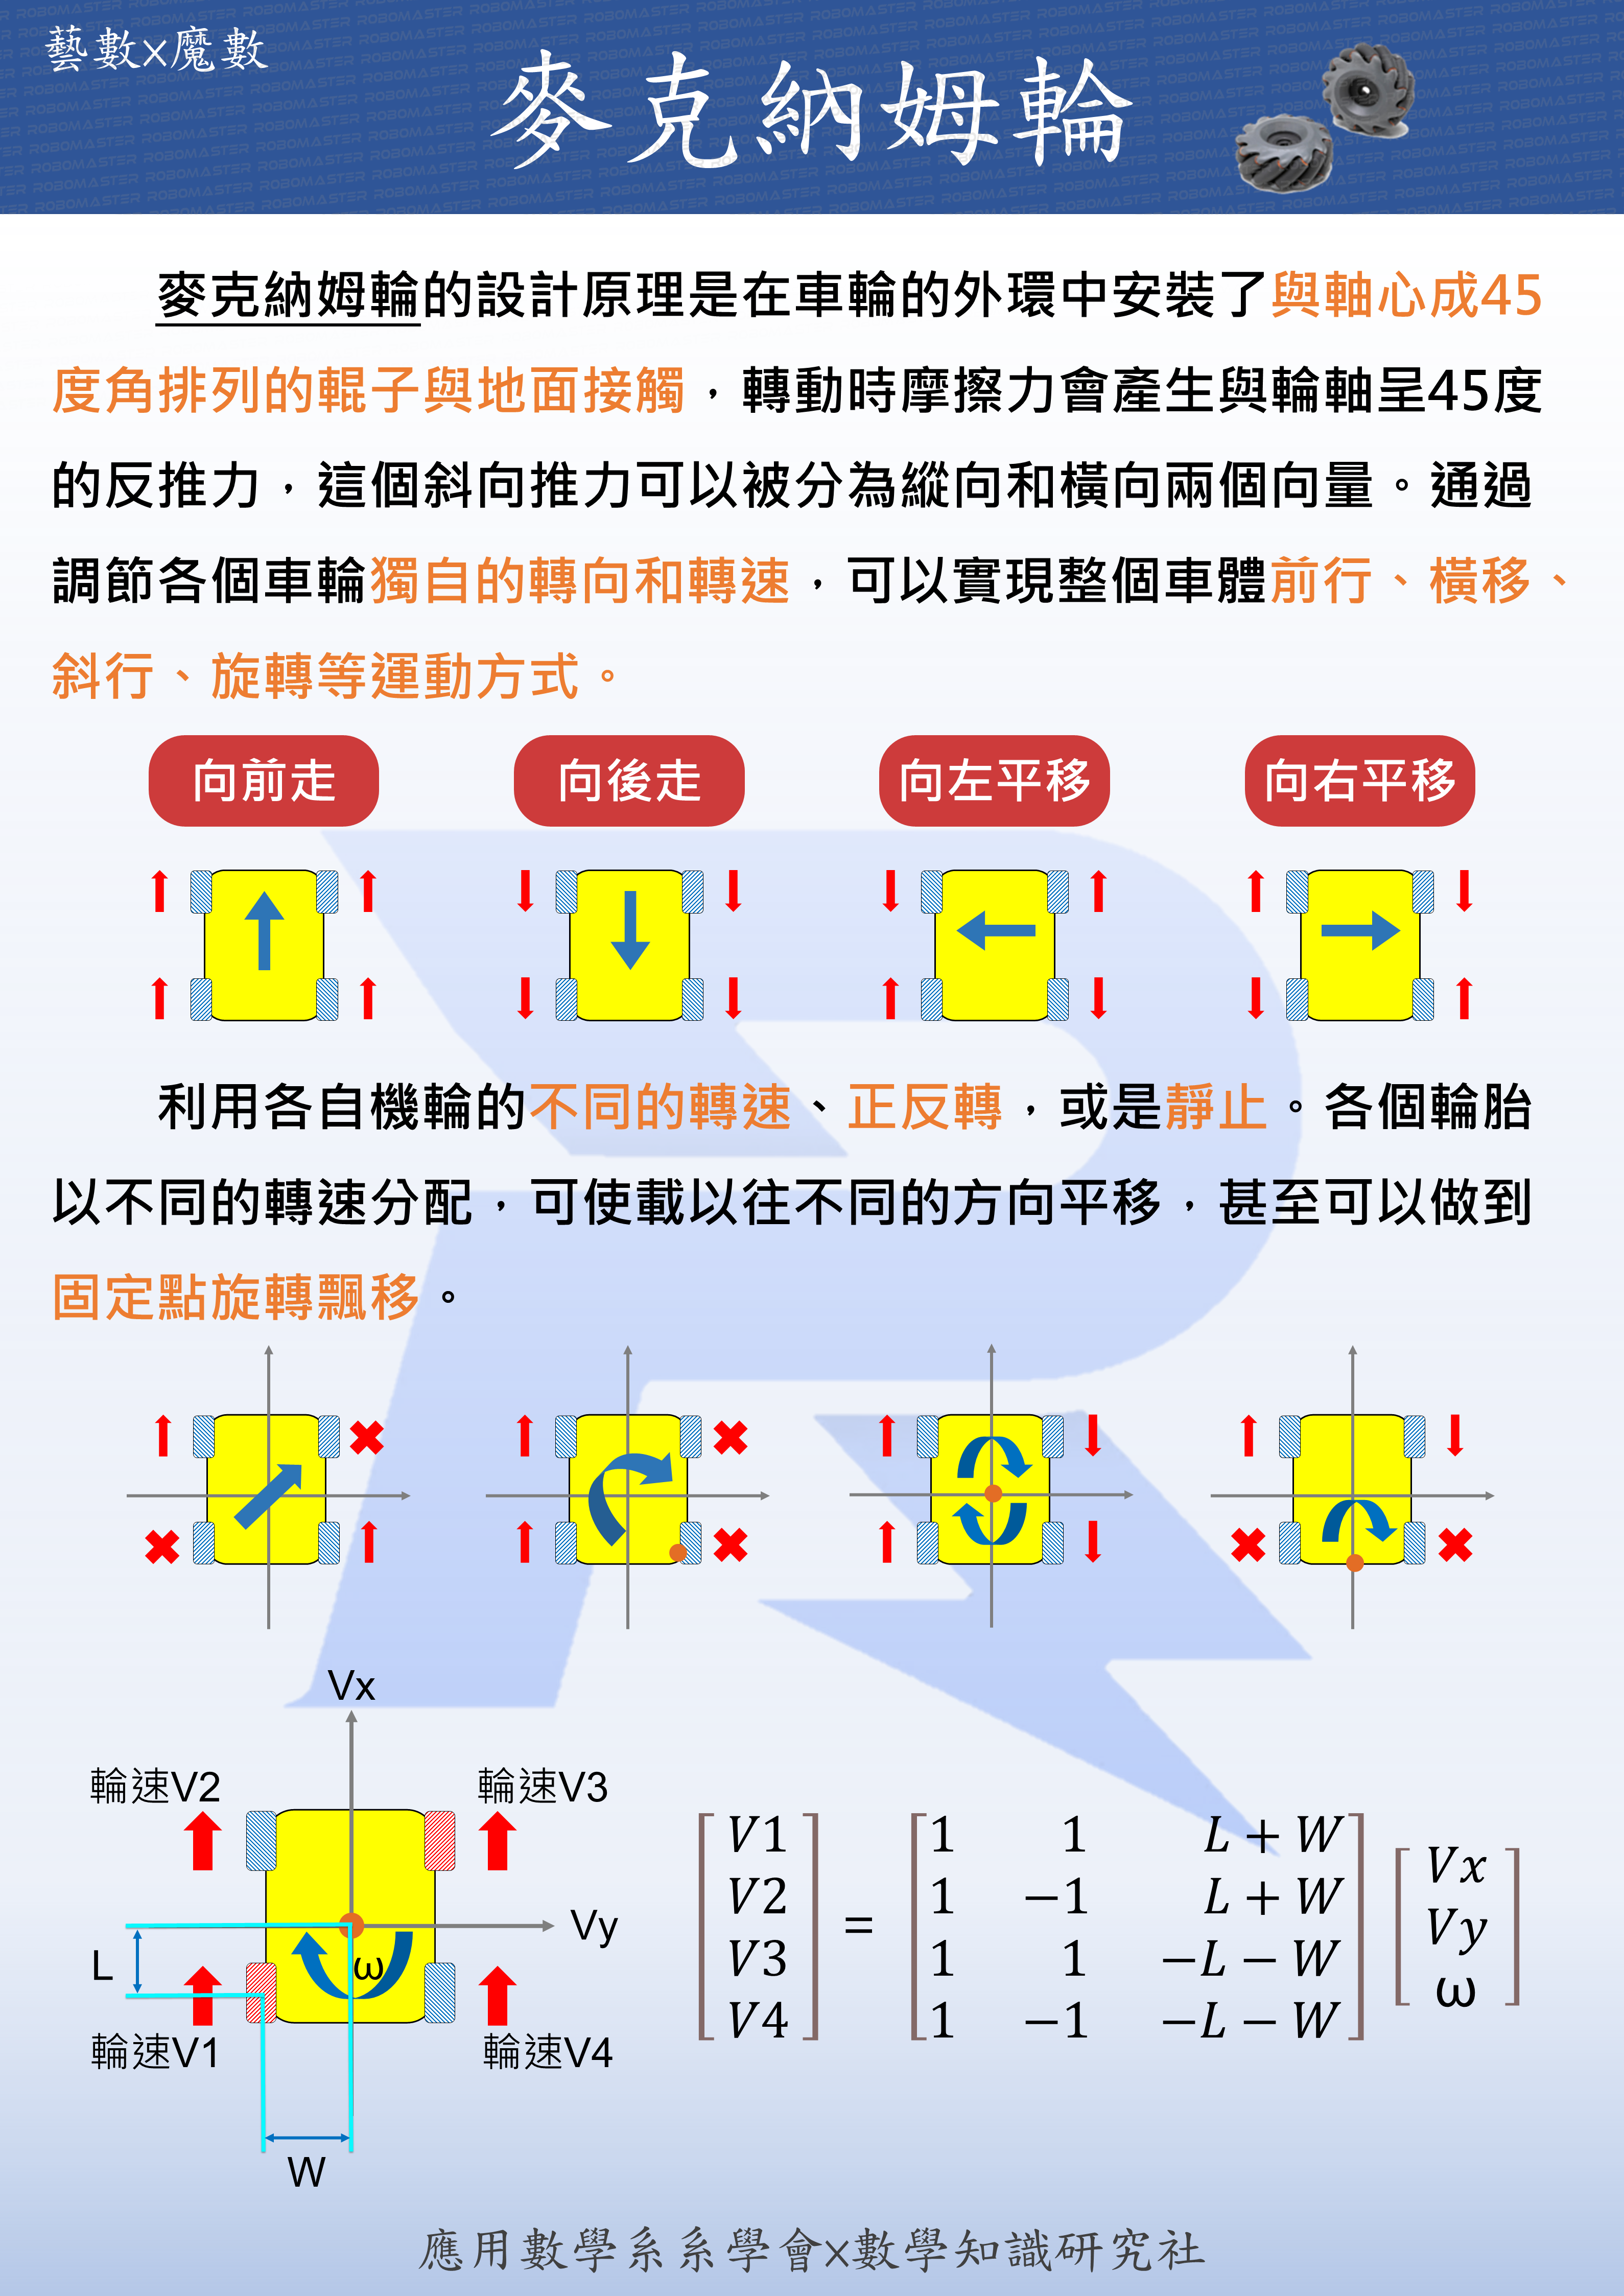 藝數x魔數
麥克納姆輪
麥克納姆輪的設計原理是在車輪的外環中安裝了與軸心成45
度角排列的輥子與地面接觸，轉動時摩擦力會產生與輪軸呈45度
的反推力，這個斜向推力可以被分為縱向和橫向兩個向量。通過
調節各個車輪獨自的轉向和轉速，可以實現整個車體前行、橫移、
斜行、旋轉等運動方式。
向前走 向後走 向左平移 向右平移
利用各自機輪的不同的轉速、正反轉，或是靜止。各個輪胎
以不同的轉速分配，可使載以往不同的方向平移，甚至可以做到
固定點旋轉飄移。
Vx
輪速V2 輪速V3
Vy
L
ω
輪速V1 輪速V4
W
V1 1 1 L + W
V2 1 −1 L + W
V3 = 1 1 −L − W
V4 1 −1 −L − W
Vx
Vy
ω
應用數學系系學會x數學知識研究社